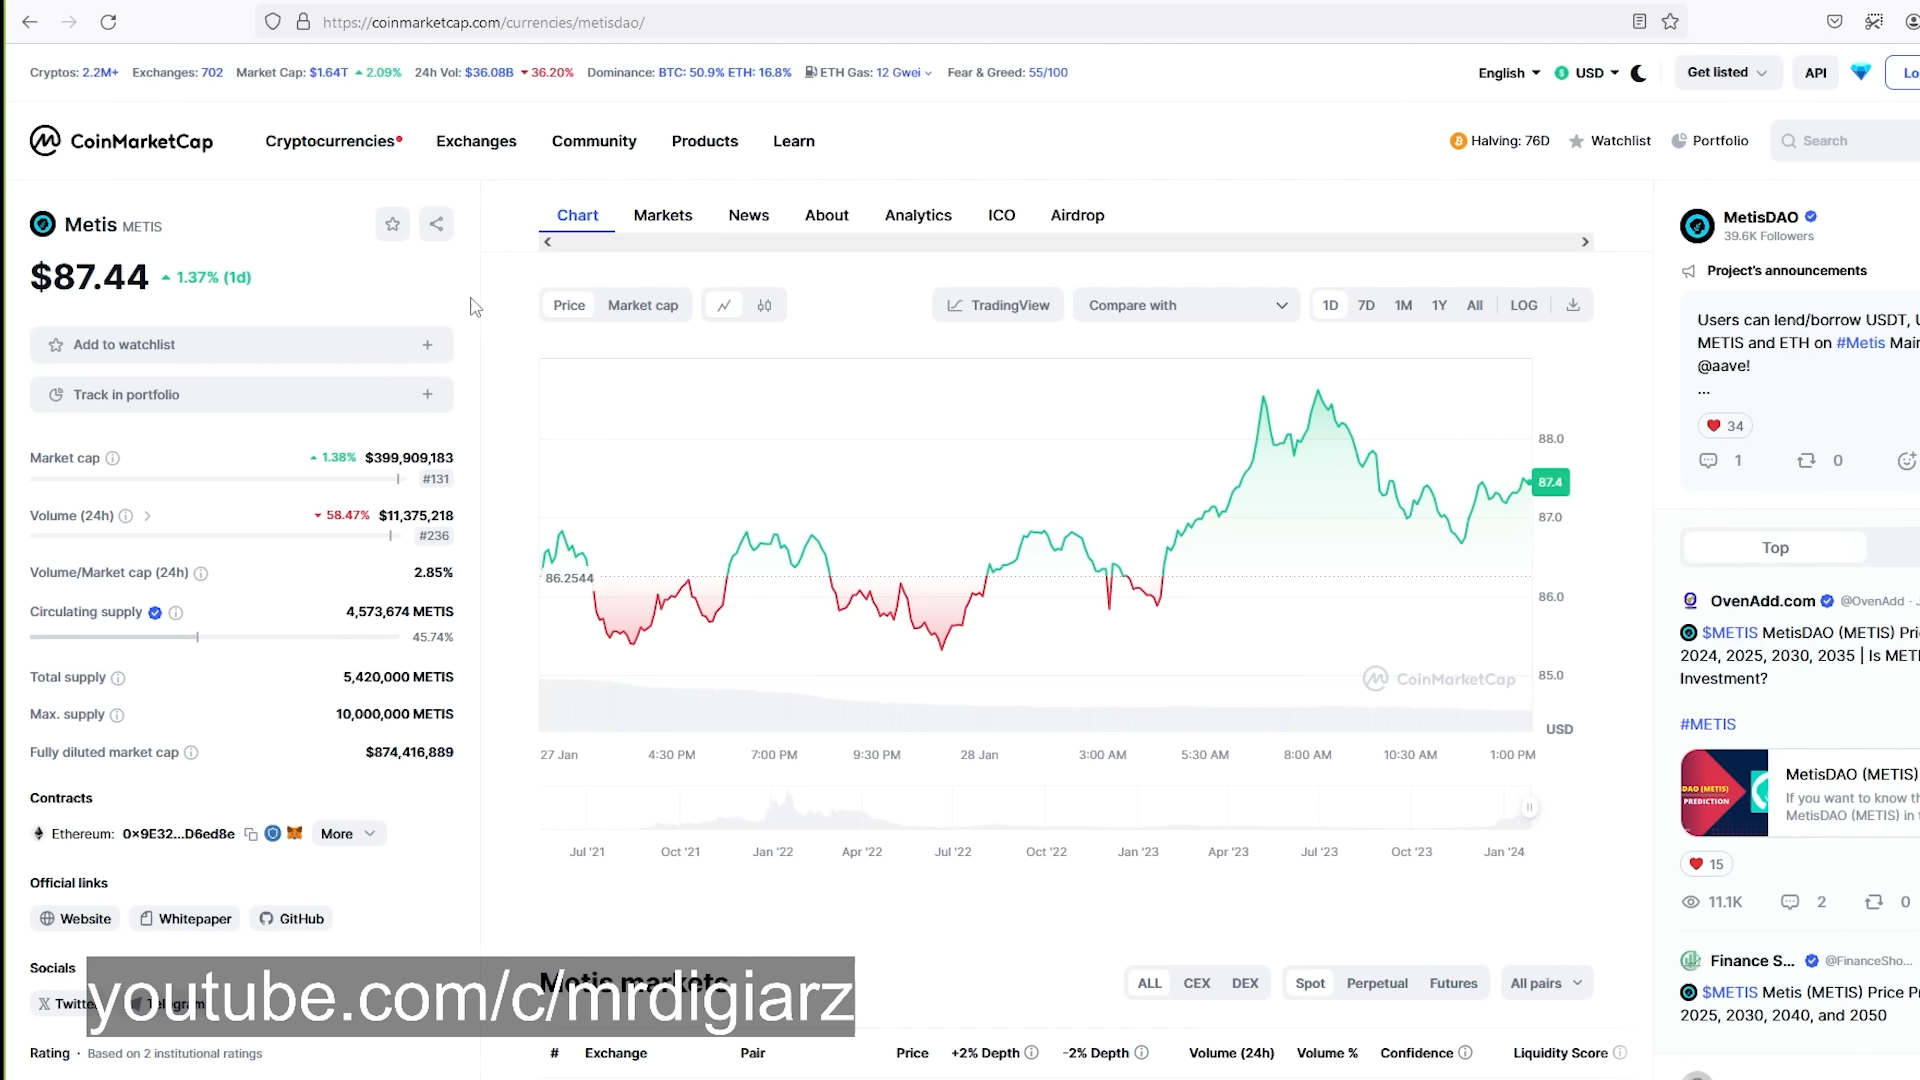 https://coinmarketcap.com/currencies/metisdao/
Cryptos: 2.2M+ Exchanges: 702 Market Cap: $1.64T 2.09% 24h Vol: $36.08B 36.20% Dominance: BTC: 50.9% ETH: 16.8% ETH Gas: 12 Gwei Fear & Greed: 55/100
English USD Get listed API
CoinMarketCap Cryptocurrencies Exchanges Community Products Learn
Halving: 76D Watchlist Portfolio Search
Metis METIS
$87.44 1.37% (1d)
Add to watchlist +
Track in portfolio +
Market cap 1.38% $399,909,183
#131
Volume (24h) 58.47% $11,375,218
#236
Volume/Market cap (24h) 2.85%
Circulating supply 4,573,674 METIS
45.74%
Total supply 5,420,000 METIS
Max. supply 10,000,000 METIS
Fully diluted market cap $874,416,889
Contracts
Ethereum: 0x9E32...D6ed8e More
Official links
Website Whitepaper GitHub
Socials
Telegram
youtube.com/c/mrdigiarz
Rating · Based on 2 institutional ratings
Chart Markets News About Analytics ICO Airdrop
Price Market cap TradingView Compare with 1D 7D 1M 1Y All LOG
88.0
87.4
87.0
86.2544
86.0
85.0
CoinMarketCap
USD
27 Jan 4:30 PM 7:00 PM 9:30 PM 28 Jan 3:00 AM 5:30 AM 8:00 AM 10:30 AM 1:00 PM
Jul '21 Oct '21 Jan '22 Apr '22 Jul '22 Oct '22 Jan '23 Apr '23 Jul '23 Oct '23 Jan '24
Metis markets ALL CEX DEX Spot Perpetual Futures All pairs
# Exchange Pair Price +2% Depth -2% Depth Volume (24h) Volume % Confidence Liquidity Score
MetisDAO
39.6K Followers
Project's announcements
Users can lend/borrow USDT,
METIS and ETH on #Metis
@aave!
...
34
1 0
Top
OvenAdd.com @OvenAdd
$METIS MetisDAO (METIS)
2024, 2025, 2030, 2035 | Is
Investment?
#METIS
DAO (METIS)
PREDICTION
MetisDAO (METIS)
If you want to know
MetisDAO (METIS) in
15
11.1K 2 0
Finance S... @FinanceSho...
$METIS Metis (METIS) Price
2025, 2030, 2040, and 2050